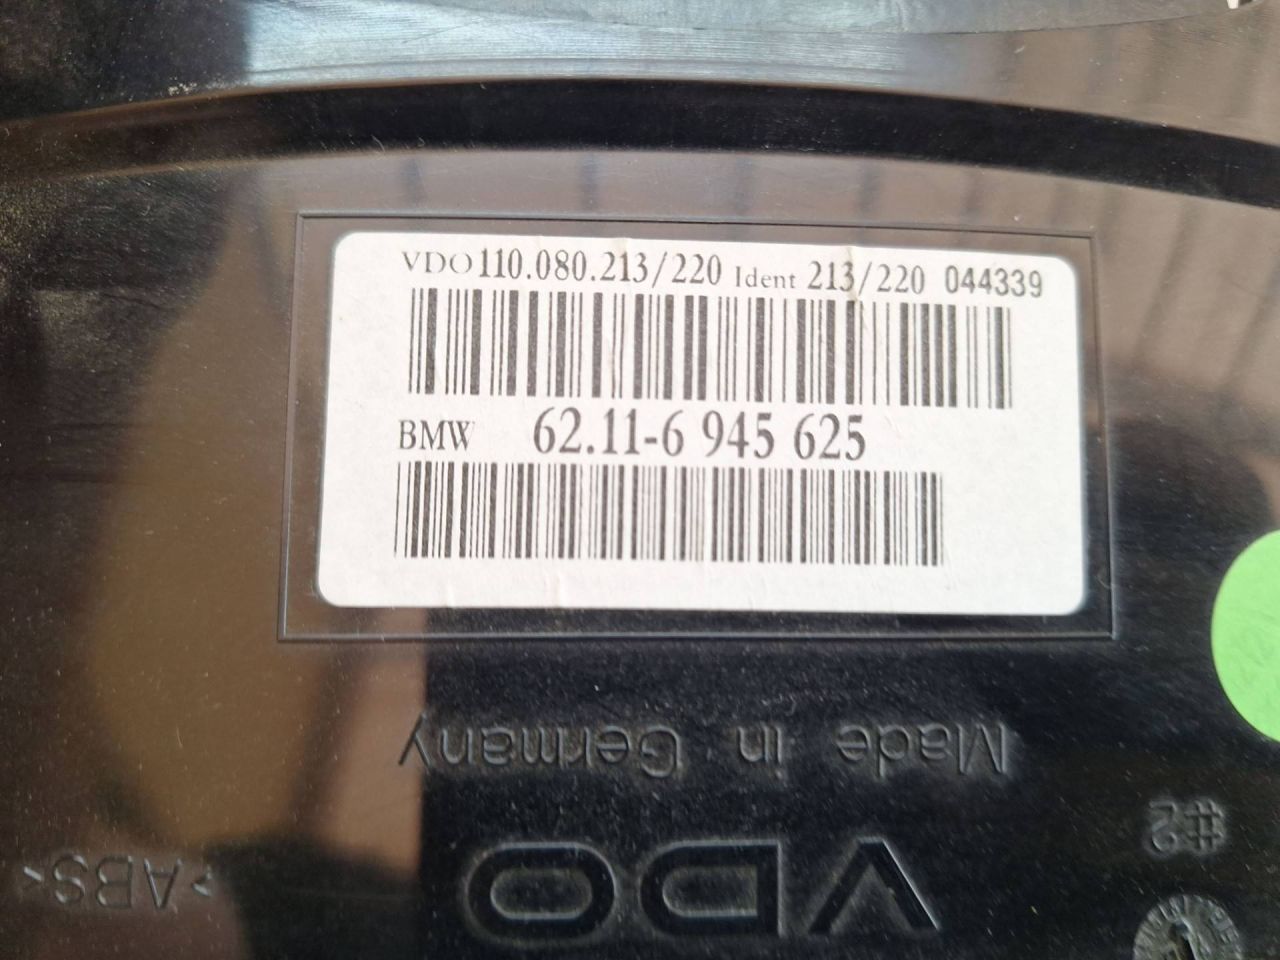 VDO 110.080.213/220 Ident 213/220 044339
BMW 62.11-6 945 625
Made in Germany
#2
VDO
>ABS<